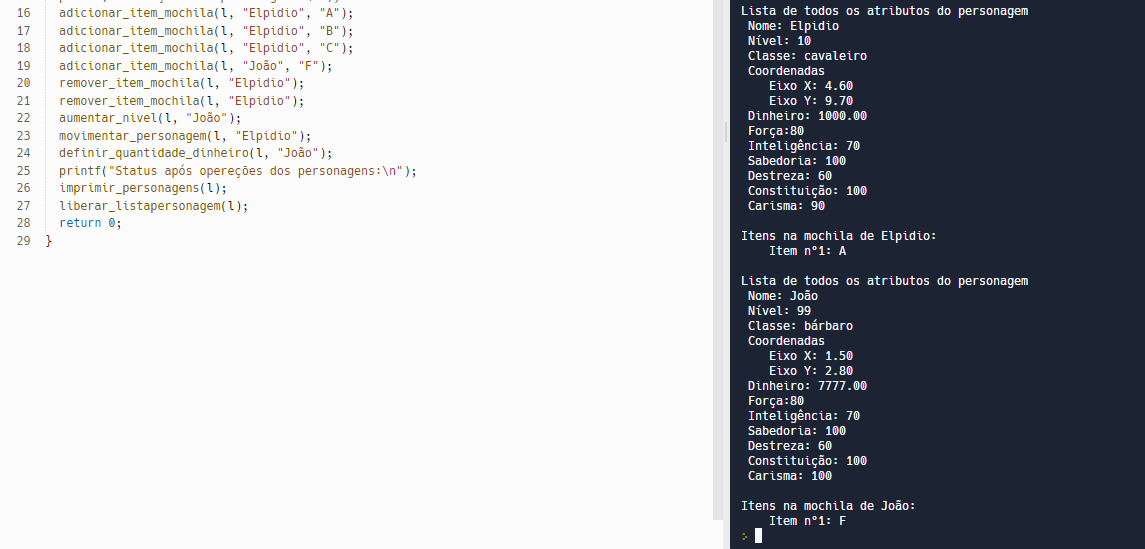 16 adicionar_item_mochila(l, "Elpidio", "A");
17 adicionar_item_mochila(l, "Elpidio", "B");
18 adicionar_item_mochila(l, "Elpidio", "C");
19 adicionar_item_mochila(l, "João", "F");
20 remover_item_mochila(l, "Elpidio");
21 remover_item_mochila(l, "Elpidio");
22 aumentar_nivel(l, "João");
23 movimentar_personagem(l, "Elpidio");
24 definir_quantidade_dinheiro(l, "João");
25 printf("Status após opereções dos personagens:\n");
26 imprimir_personagens(l);
27 liberar_listapersonagem(l);
28 return 0;
29 }
Lista de todos os atributos do personagem
Nome: Elpidio
Nível: 10
Classe: cavaleiro
Coordenadas
Eixo X: 4.60
Eixo Y: 9.70
Dinheiro: 1000.00
Força:80
Inteligência: 70
Sabedoria: 100
Destreza: 60
Constituição: 100
Carisma: 90
Itens na mochila de Elpidio:
Item nº1: A
Lista de todos os atributos do personagem
Nome: João
Nível: 99
Classe: bárbaro
Coordenadas
Eixo X: 1.50
Eixo Y: 2.80
Dinheiro: 7777.00
Força:80
Inteligência: 70
Sabedoria: 100
Destreza: 60
Constituição: 100
Carisma: 100
Itens na mochila de João:
Item nº1: F
>